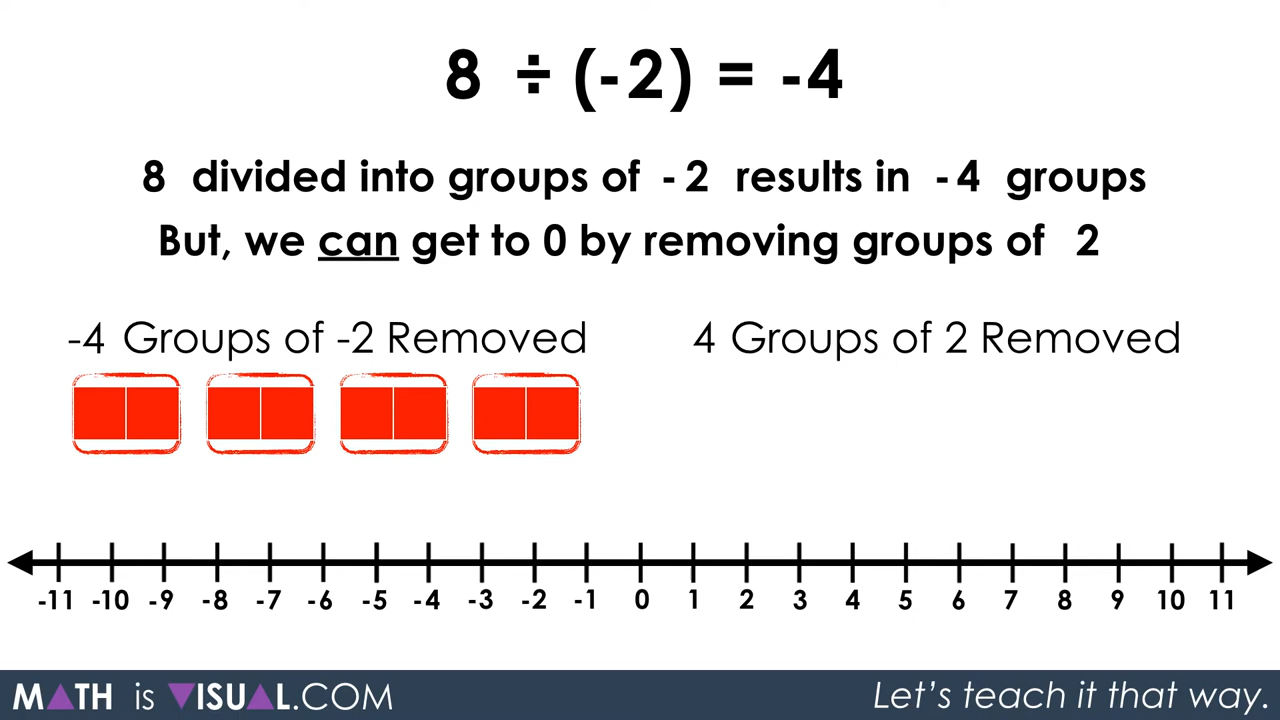 8 ÷ (-2) = -4
8 divided into groups of -2 results in -4 groups
But, we can get to 0 by removing groups of 2
-4 Groups of -2 Removed
4 Groups of 2 Removed
-11 -10 -9 -8 -7 -6 -5 -4 -3 -2 -1 0 1 2 3 4 5 6 7 8 9 10 11
MATH is VISUAL.COM
Let's teach it that way.